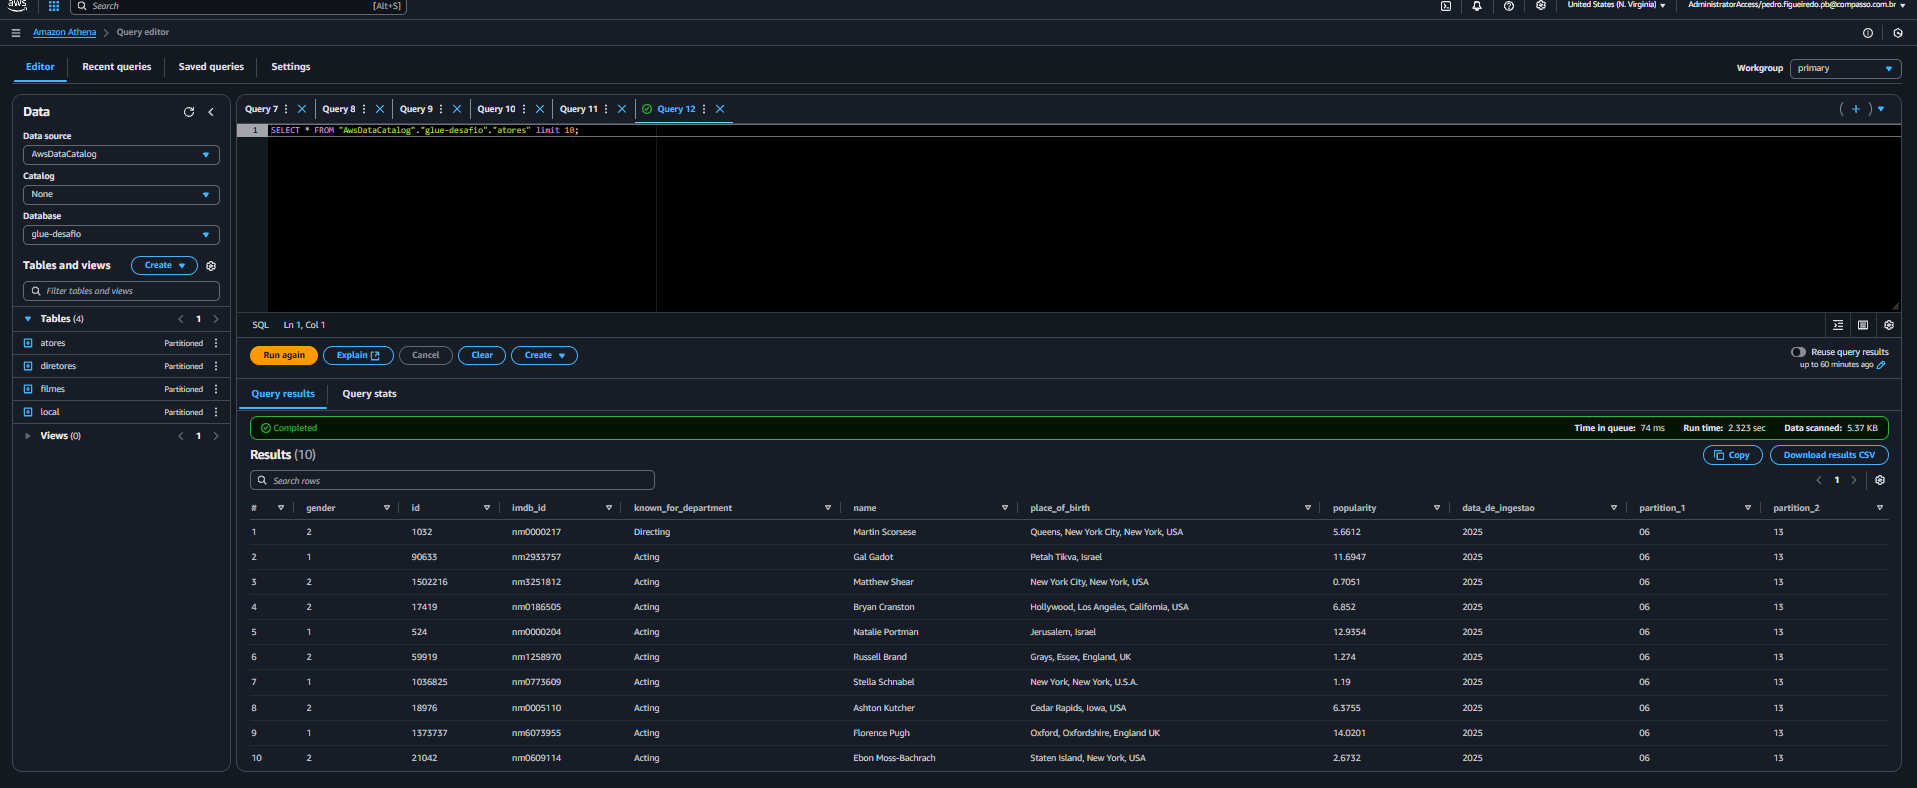 aws Search [Alt+S] United States (N. Virginia) AdministratorAccess/pedro.figueiredo.pb@compasso.com.br
Amazon Athena > Query editor
Editor Recent queries Saved queries Settings Workgroup primary
Data
Data source
AwsDataCatalog
Catalog
None
Database
glue-desafio
Tables and views Create
Filter tables and views
Tables (4) < 1 >
atores Partitioned
diretores Partitioned
filmes Partitioned
local Partitioned
Views (0) < 1 >
Query 7 Query 8 Query 9 Query 10 Query 11 Query 12
1 SELECT * FROM "AwsDataCatalog"."glue-desafio"."atores" limit 10;
SQL Ln 1, Col 1
Run again Explain Cancel Clear Create Reuse query results
up to 60 minutes ago
Query results Query stats
Completed Time in queue: 74 ms Run time: 2.323 sec Data scanned: 5.37 KB
Results (10) Copy Download results CSV
Search rows < 1 >
# gender id imdb_id known_for_department name place_of_birth popularity data_de_ingestao partition_1 partition_2
1 2 1032 nm0000217 Directing Martin Scorsese Queens, New York City, New York, USA 5.6612 2025 06 13
2 1 90633 nm2933757 Acting Gal Gadot Petah Tikva, Israel 11.6947 2025 06 13
3 2 1502216 nm3251812 Acting Matthew Shear New York City, New York, USA 0.7051 2025 06 13
4 2 17419 nm0186505 Acting Bryan Cranston Hollywood, Los Angeles, California, USA 6.852 2025 06 13
5 1 524 nm0000204 Acting Natalie Portman Jerusalem, Israel 12.9354 2025 06 13
6 2 59919 nm1258970 Acting Russell Brand Grays, Essex, England, UK 1.274 2025 06 13
7 1 1036825 nm0773609 Acting Stella Schnabel New York, New York, U.S.A. 1.19 2025 06 13
8 2 18976 nm0005110 Acting Ashton Kutcher Cedar Rapids, Iowa, USA 6.3755 2025 06 13
9 1 1373737 nm6073955 Acting Florence Pugh Oxford, Oxfordshire, England UK 14.0201 2025 06 13
10 2 21042 nm0609114 Acting Ebon Moss-Bachrach Staten Island, New York, USA 2.6732 2025 06 13